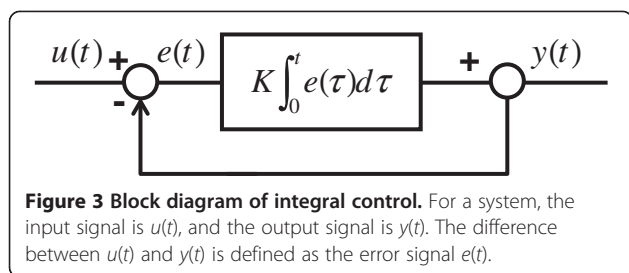 u(t) + e(t) K∫₀ᵗ e(τ)dτ + y(t)
-
Figure 3 Block diagram of integral control. For a system, the
input signal is u(t), and the output signal is y(t). The difference
between u(t) and y(t) is defined as the error signal e(t).